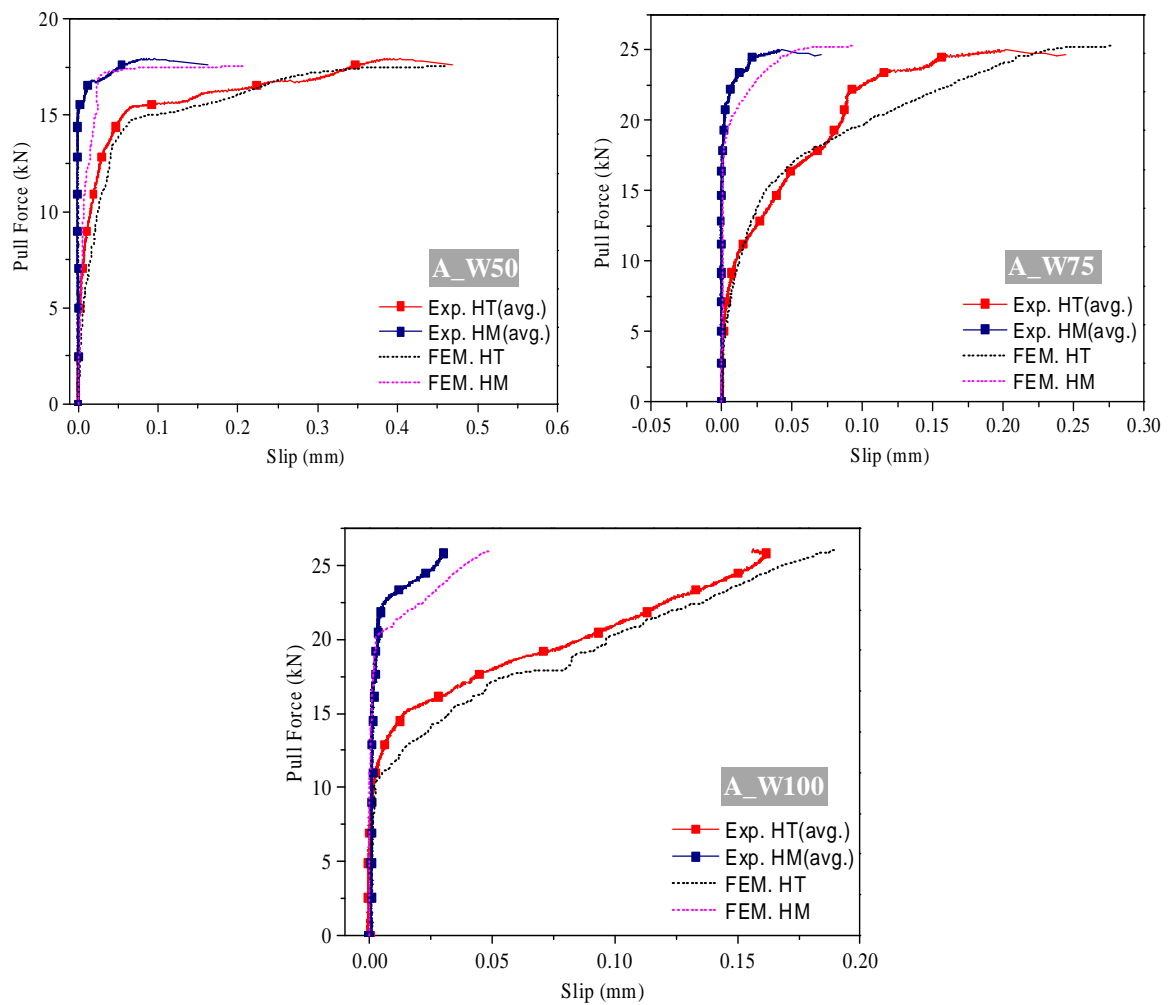 20
15
10
5
0
Pull Force (kN)
A_W50
Exp. HT(avg.)
Exp. HM(avg.)
FEM. HT
FEM. HM
0.0 0.1 0.2 0.3 0.4 0.5 0.6
Slip (mm)
30
25
20
15
10
5
0
Pull Force (kN)
A_W75
Exp. HT(avg.)
Exp. HM(avg.)
FEM. HT
FEM. HM
-0.05 0.00 0.05 0.10 0.15 0.20 0.25 0.30
Slip (mm)
25
20
15
10
5
0
Pull Force (kN)
A_W100
Exp. HT(avg.)
Exp. HM(avg.)
FEM. HT
FEM. HM
0.00 0.05 0.10 0.15 0.20
Slip (mm)